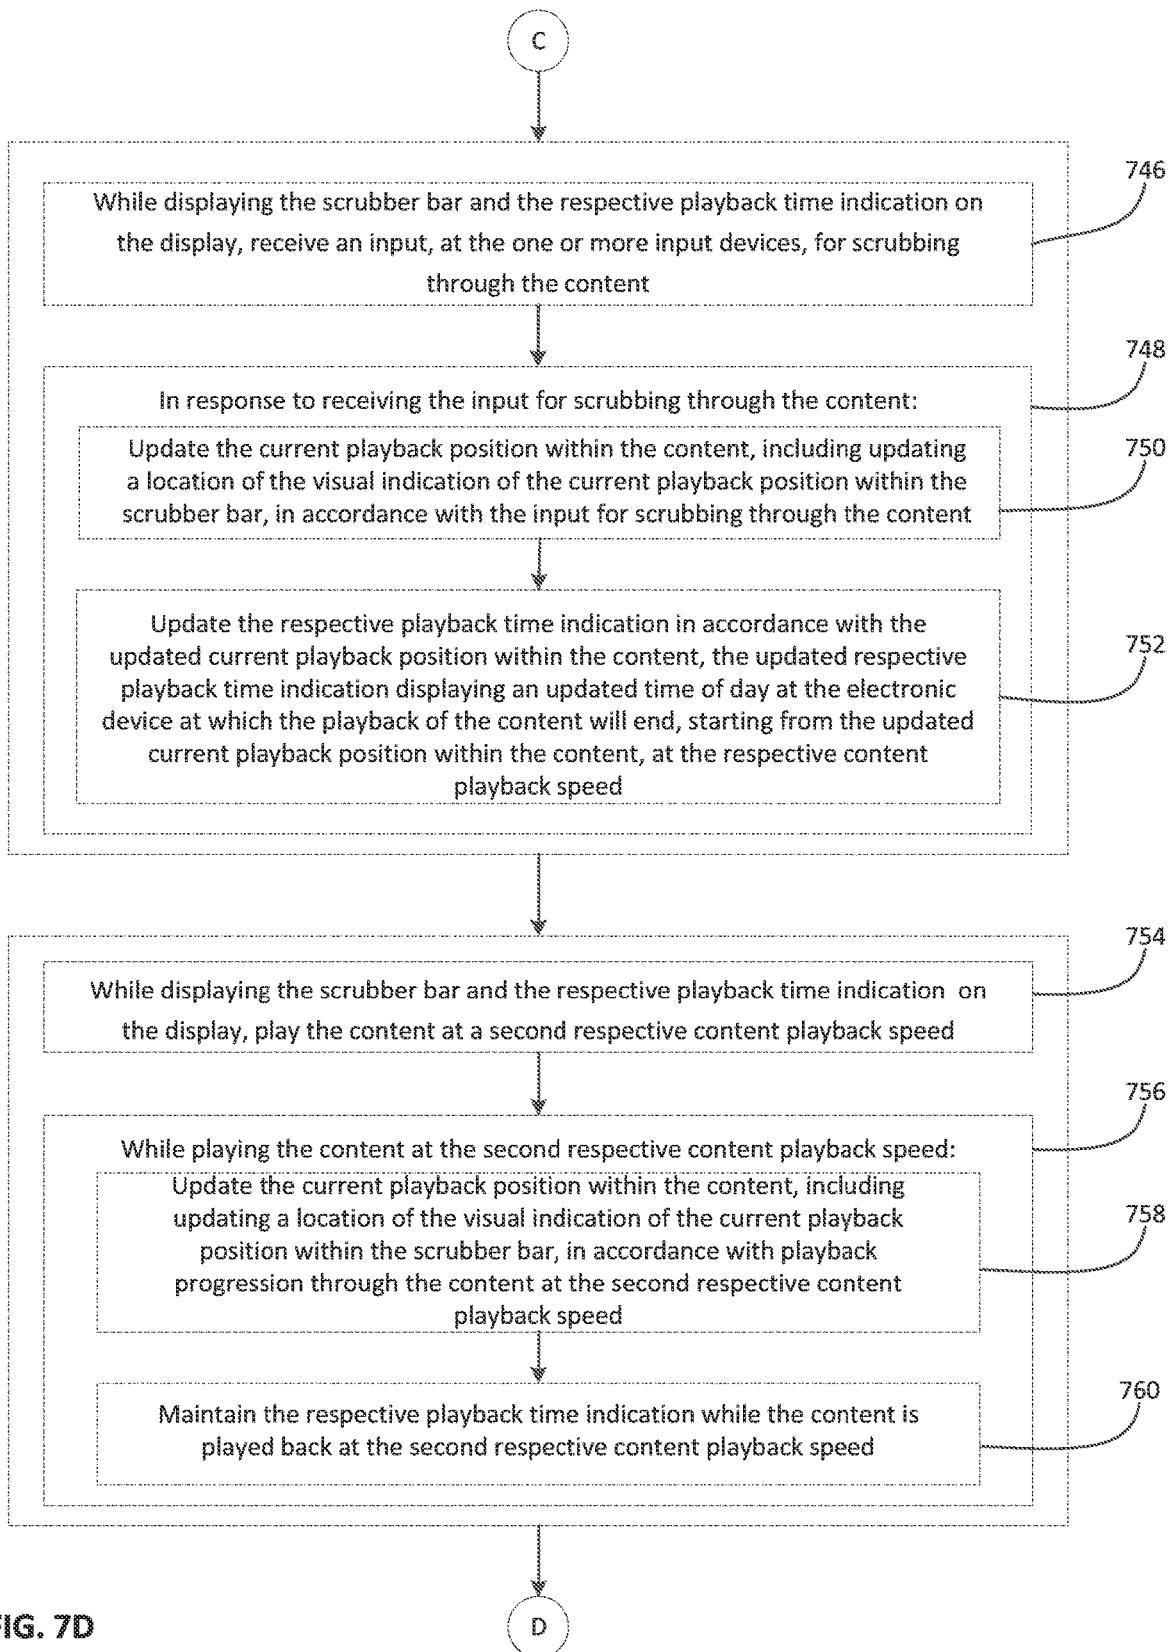 C
746
While displaying the scrubber bar and the respective playback time indication on
the display, receive an input, at the one or more input devices, for scrubbing
through the content
748
In response to receiving the input for scrubbing through the content:
750
Update the current playback position within the content, including updating
a location of the visual indication of the current playback position within the
scrubber bar, in accordance with the input for scrubbing through the content
752
Update the respective playback time indication in accordance with the
updated current playback position within the content, the updated respective
playback time indication displaying an updated time of day at the electronic
device at which the playback of the content will end, starting from the updated
current playback position within the content, at the respective content
playback speed
754
While displaying the scrubber bar and the respective playback time indication on
the display, play the content at a second respective content playback speed
756
While playing the content at the second respective content playback speed:
758
Update the current playback position within the content, including
updating a location of the visual indication of the current playback
position within the scrubber bar, in accordance with playback
progression through the content at the second respective content
playback speed
760
Maintain the respective playback time indication while the content is
played back at the second respective content playback speed
FIG. 7D
D